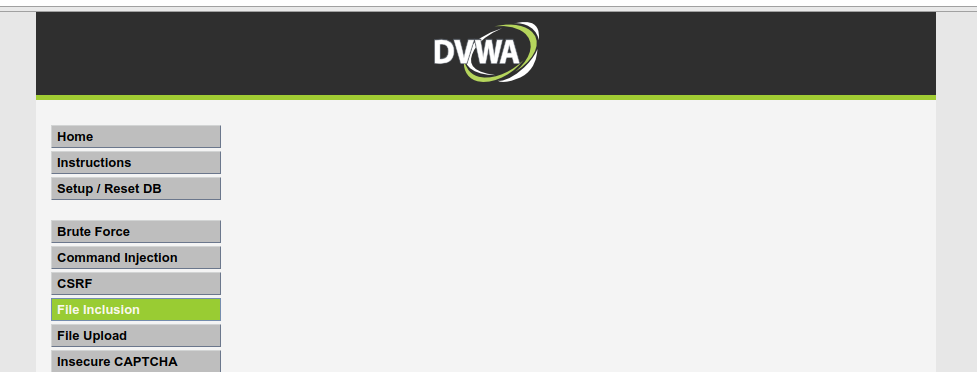 DVWA
Home
Instructions
Setup / Reset DB
Brute Force
Command Injection
CSRF
File Inclusion
File Upload
Insecure CAPTCHA